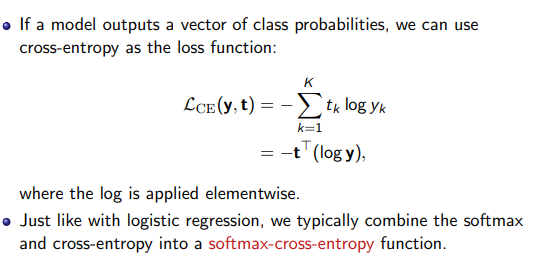 • If a model outputs a vector of class probabilities, we can use
cross-entropy as the loss function:
$$\mathcal{L}_{\mathrm{CE}}(\mathbf{y}, \mathbf{t}) = -\sum_{k=1}^{K} t_k \log y_k$$
$$= -\mathbf{t}^\top (\log \mathbf{y}),$$
where the log is applied elementwise.
• Just like with logistic regression, we typically combine the softmax
and cross-entropy into a softmax-cross-entropy function.